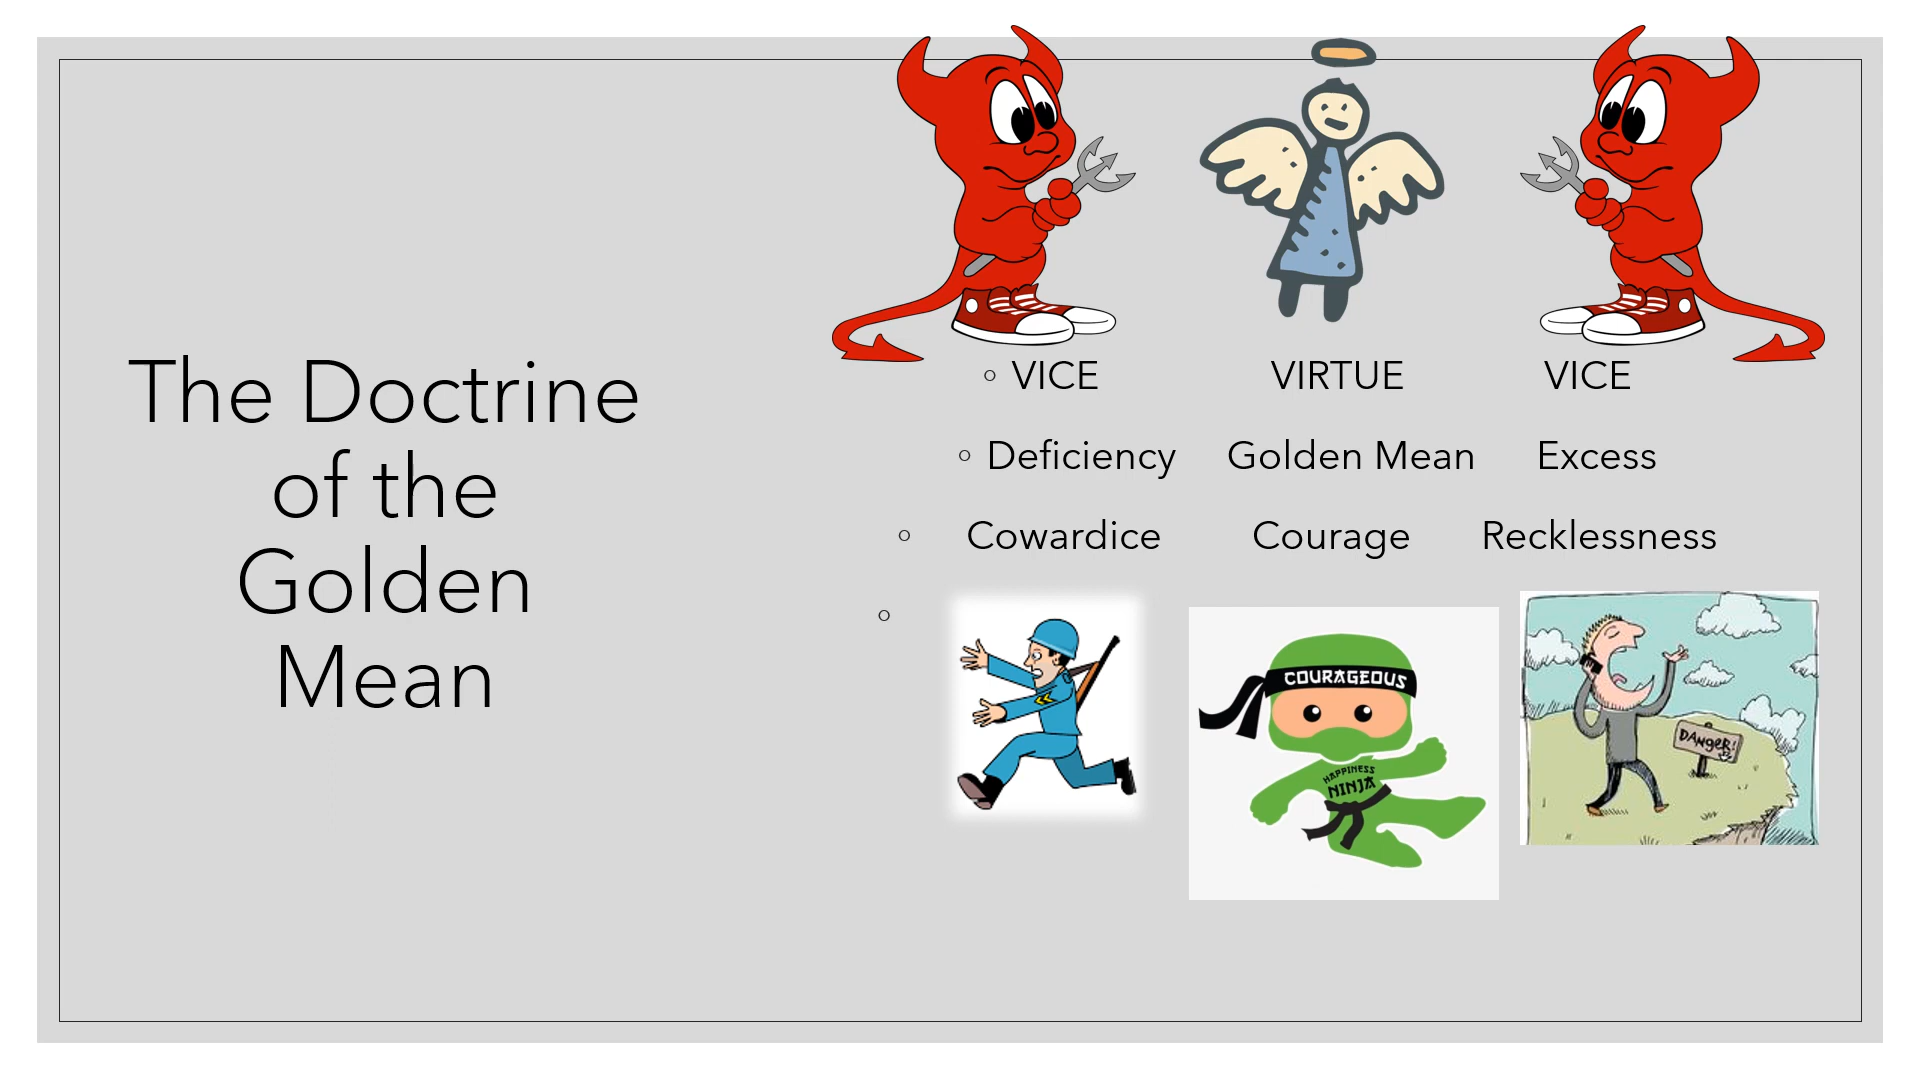 The Doctrine
of the
Golden
Mean
VICE VIRTUE VICE
Deficiency Golden Mean Excess
Cowardice Courage Recklessness
COURAGEOUS
HAPPINESS
NINJA
DANGER!